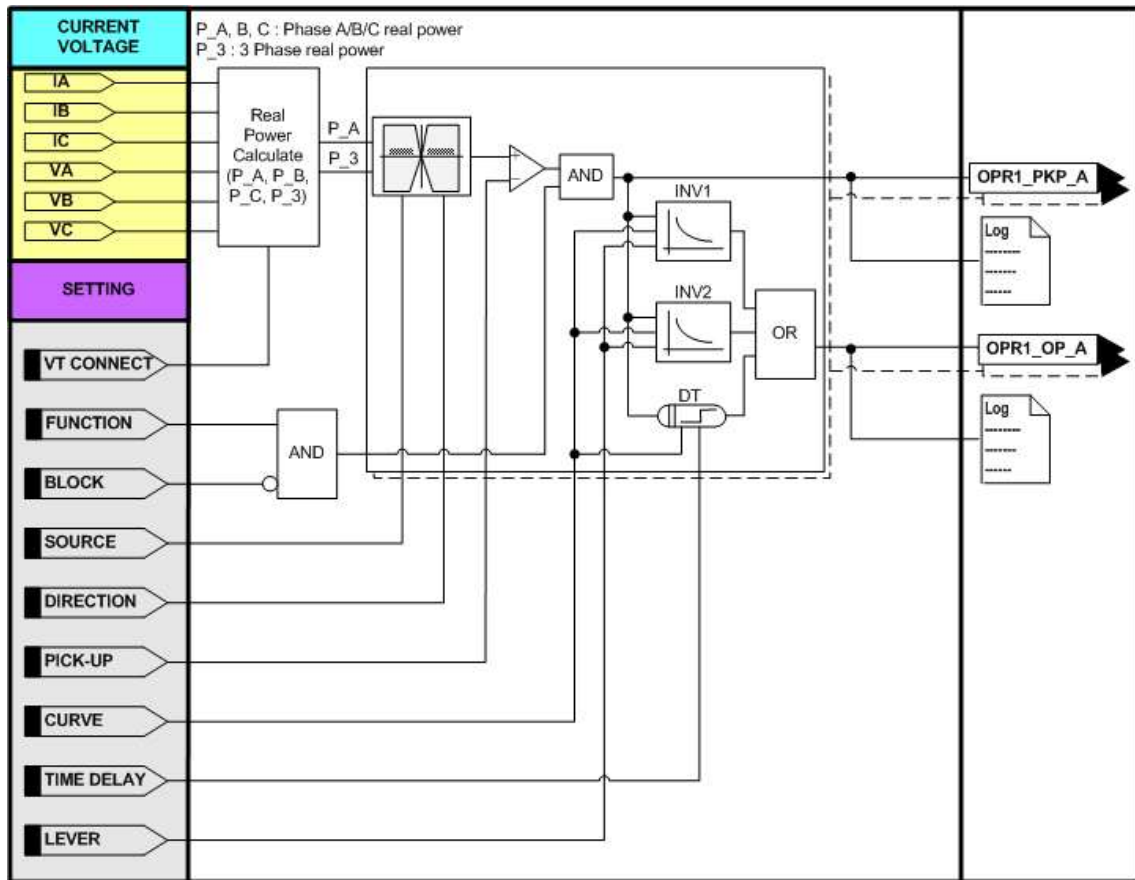 CURRENT
VOLTAGE
P_A, B, C : Phase A/B/C real power
P_3 : 3 Phase real power
IA
IB
IC
VA
VB
VC
Real
Power
Calculate
(P_A, P_B,
P_C, P_3)
P_A
P_3
AND
INV1
INV2
DT
OR
OPR1_PKP_A
Log
OPR1_OP_A
Log
SETTING
VT CONNECT
FUNCTION
AND
BLOCK
SOURCE
DIRECTION
PICK-UP
CURVE
TIME DELAY
LEVER